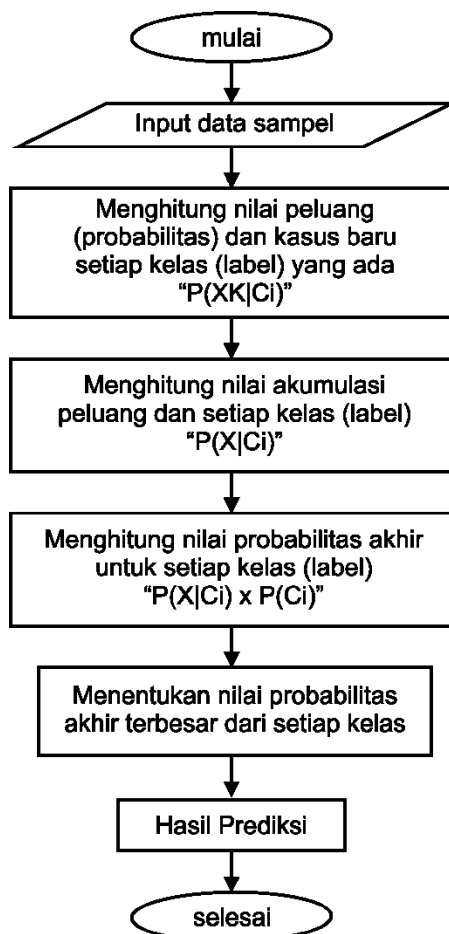 mulai
Input data sampel
Menghitung nilai peluang
(probabilitas) dan kasus baru
setiap kelas (label) yang ada
“P(XK|Ci)”
Menghitung nilai akumulasi
peluang dan setiap kelas (label)
“P(X|Ci)”
Menghitung nilai probabilitas akhir
untuk setiap kelas (label)
“P(X|Ci) x P(Ci)”
Menentukan nilai probabilitas
akhir terbesar dari setiap kelas
Hasil Prediksi
selesai